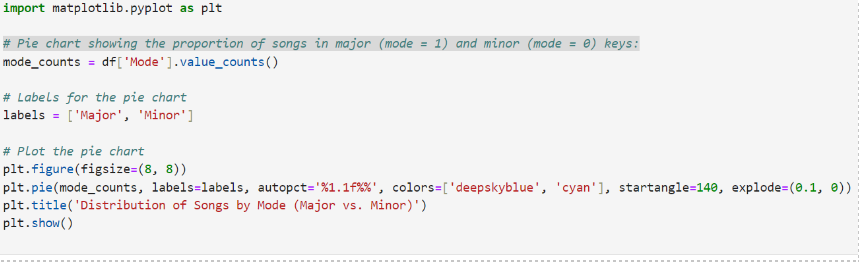 import matplotlib.pyplot as plt
# Pie chart showing the proportion of songs in major (mode = 1) and minor (mode = 0) keys:
mode_counts = df['Mode'].value_counts()
# Labels for the pie chart
labels = ['Major', 'Minor']
# Plot the pie chart
plt.figure(figsize=(8, 8))
plt.pie(mode_counts, labels=labels, autopct='%1.1f%%', colors=['deepskyblue', 'cyan'], startangle=140, explode=(0.1, 0))
plt.title('Distribution of Songs by Mode (Major vs. Minor)')
plt.show()